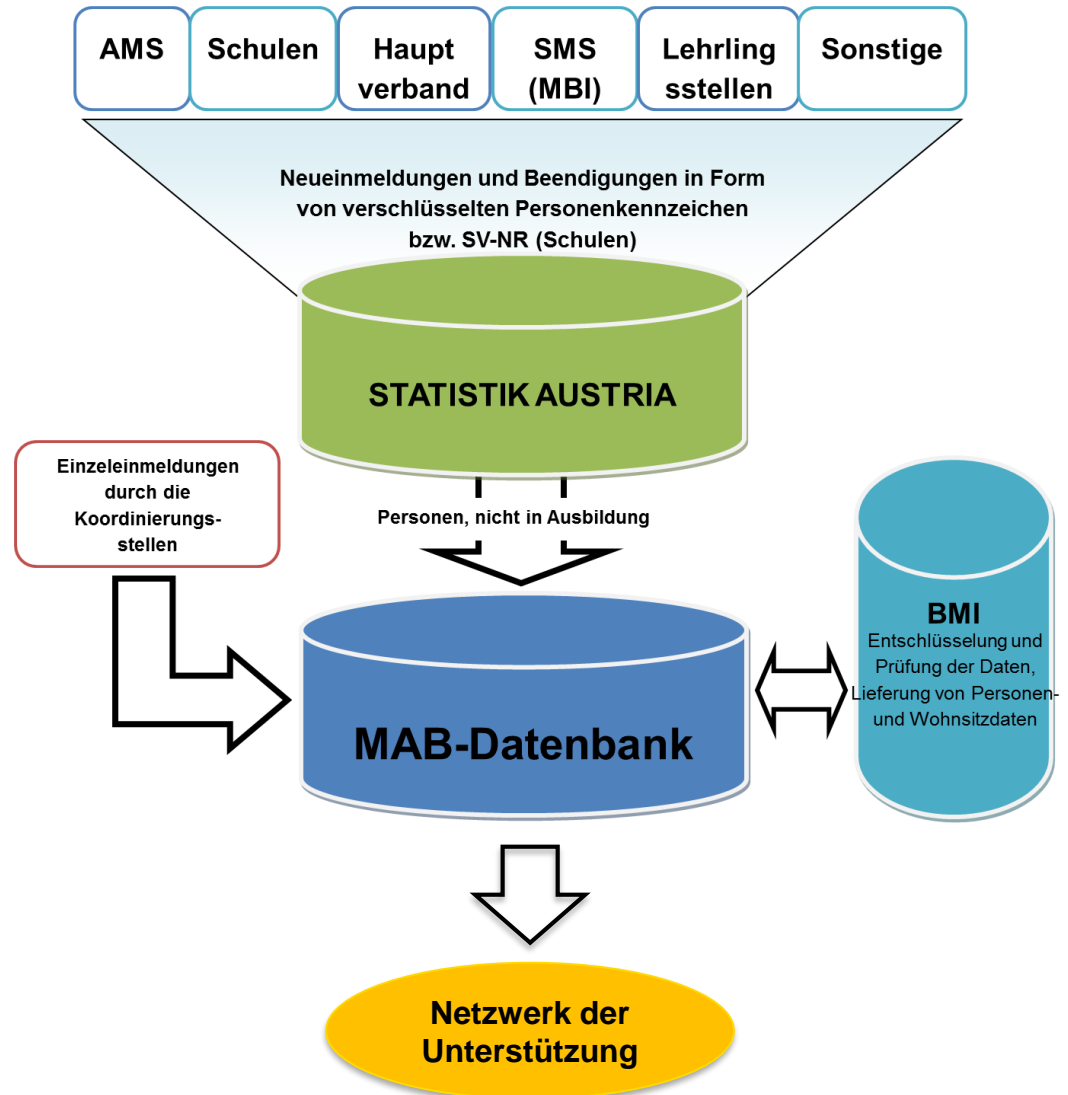 AMS
Schulen
Haupt
verband
SMS
(MBI)
Lehrling
sstellen
Sonstige
Neueinmeldungen und Beendigungen in Form
von verschlüsselten Personenkennzeichen
bzw. SV-NR (Schulen)
STATISTIK AUSTRIA
Einzeleinmeldungen
durch die
Koordinierungs-
stellen
Personen, nicht in Ausbildung
BMI
Entschlüsselung und
Prüfung der Daten,
Lieferung von Personen-
und Wohnsitzdaten
MAB-Datenbank
Netzwerk der
Unterstützung